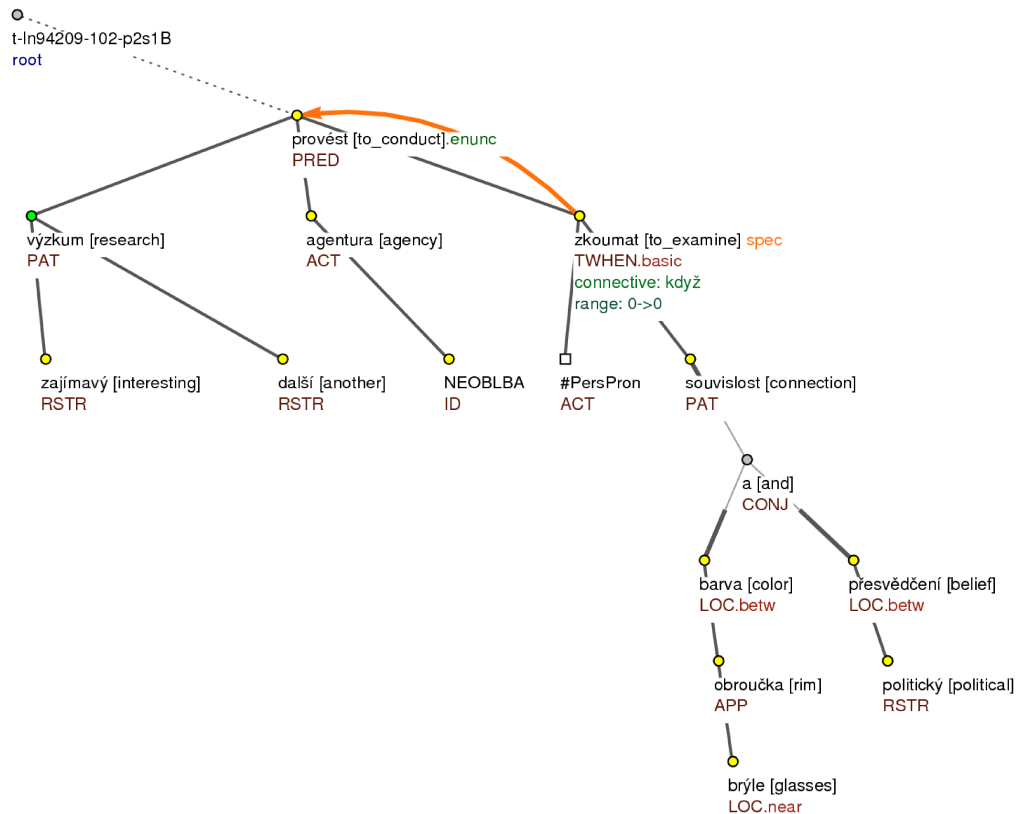 t-ln94209-102-p2s1B
root
provést [to_conduct].enunc
PRED
výzkum [research]
PAT
agentura [agency]
ACT
zkoumat [to_examine] spec
TWHEN.basic
connective: když
range: 0->0
zajímavý [interesting]
RSTR
další [another]
RSTR
NEOBLBA
ID
#PersPron
ACT
souvislost [connection]
PAT
a [and]
CONJ
barva [color]
LOC.betw
přesvědčení [belief]
LOC.betw
obroučka [rim]
APP
politický [political]
RSTR
brýle [glasses]
LOC.near